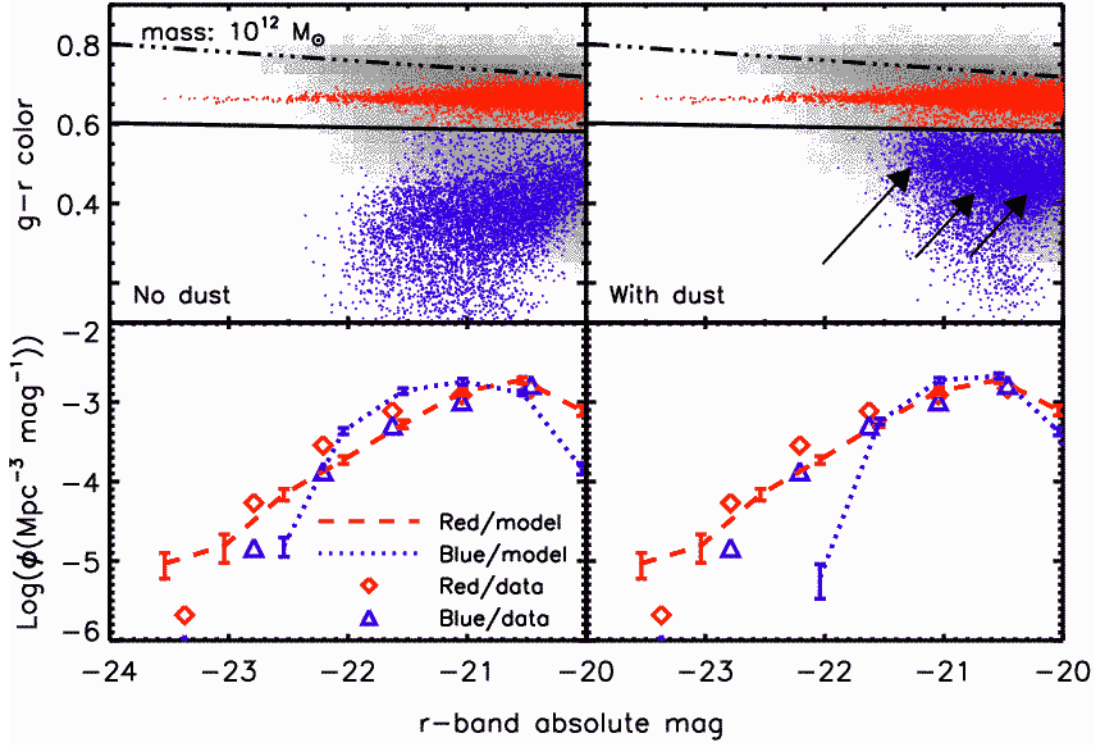 mass: 10¹² M☉
0.8
0.6
0.4
g−r color
No dust
With dust
−2
−3
−4
−5
−6
Log(ϕ(Mpc⁻³ mag⁻¹))
Red/model
Blue/model
Red/data
Blue/data
−24 −23 −22 −21 −20
−23 −22 −21 −20
r−band absolute mag